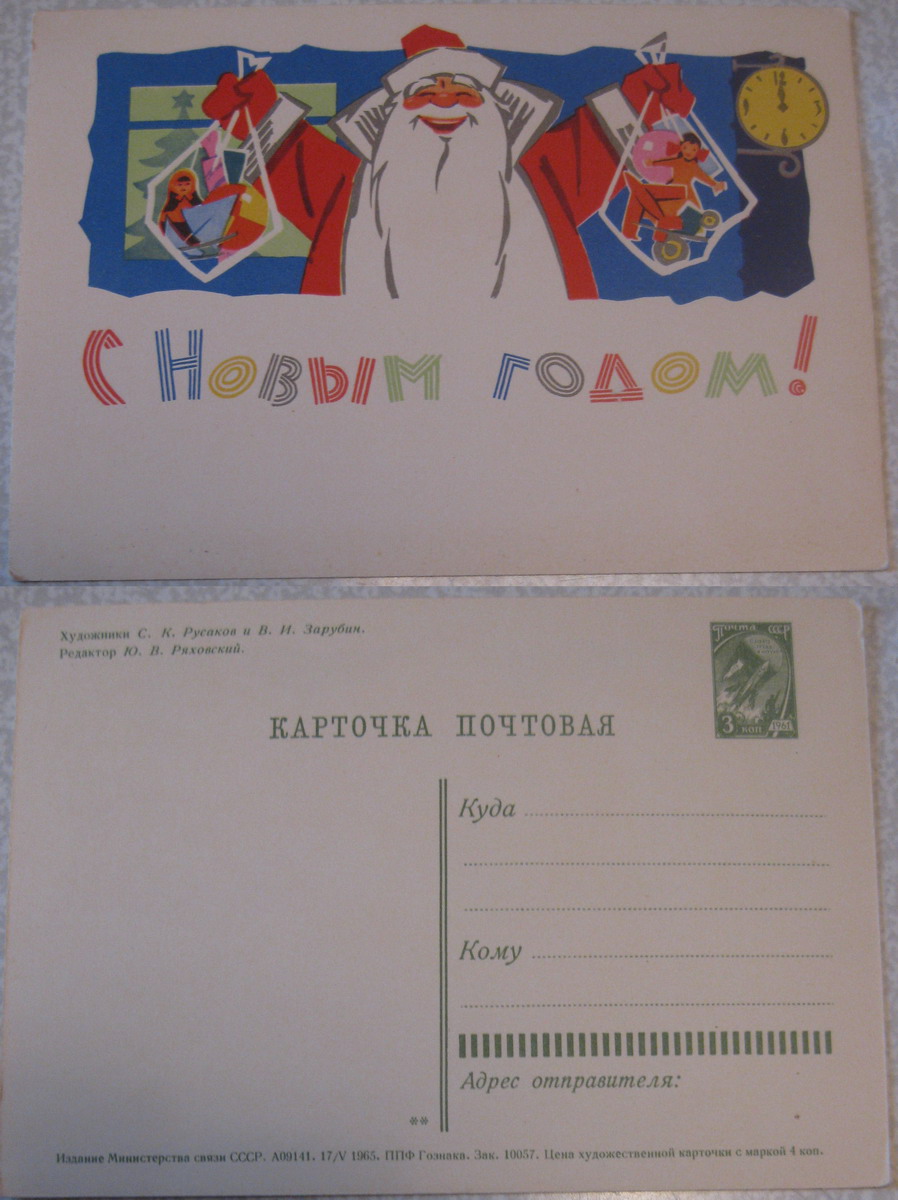 С Новым годом!
Художники С. К. Русаков и В. И. Зарубин.
Редактор Ю. В. Ряховский.
ПОЧТА СССР
3 КОП 1961
КАРТОЧКА ПОЧТОВАЯ
Куда
Кому
Адрес отправителя:
**
Издание Министерства связи СССР. А09141. 17/V 1965. ППФ Гознака. Зак. 10057. Цена художественной карточки с маркой 4 коп.